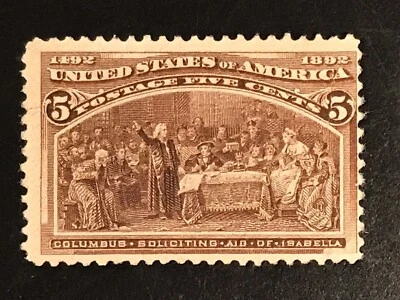 1492 1892
UNITED STATES OF AMERICA
POSTAGE FIVE CENTS
5 5
COLUMBUS · SOLICITING · AID · OF · ISABELLA